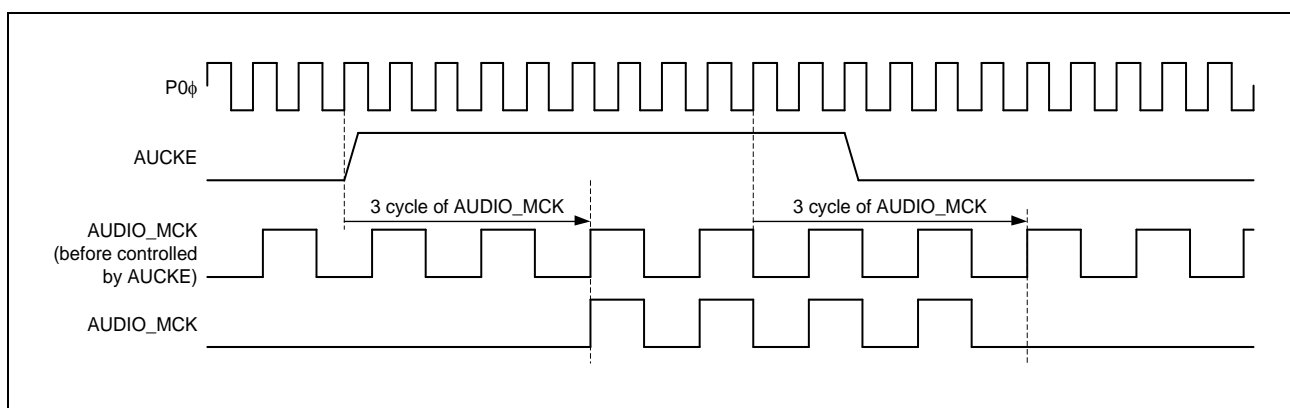 P0ϕ
AUCKE
3 cycle of AUDIO_MCK
3 cycle of AUDIO_MCK
AUDIO_MCK
(before controlled
by AUCKE)
AUDIO_MCK